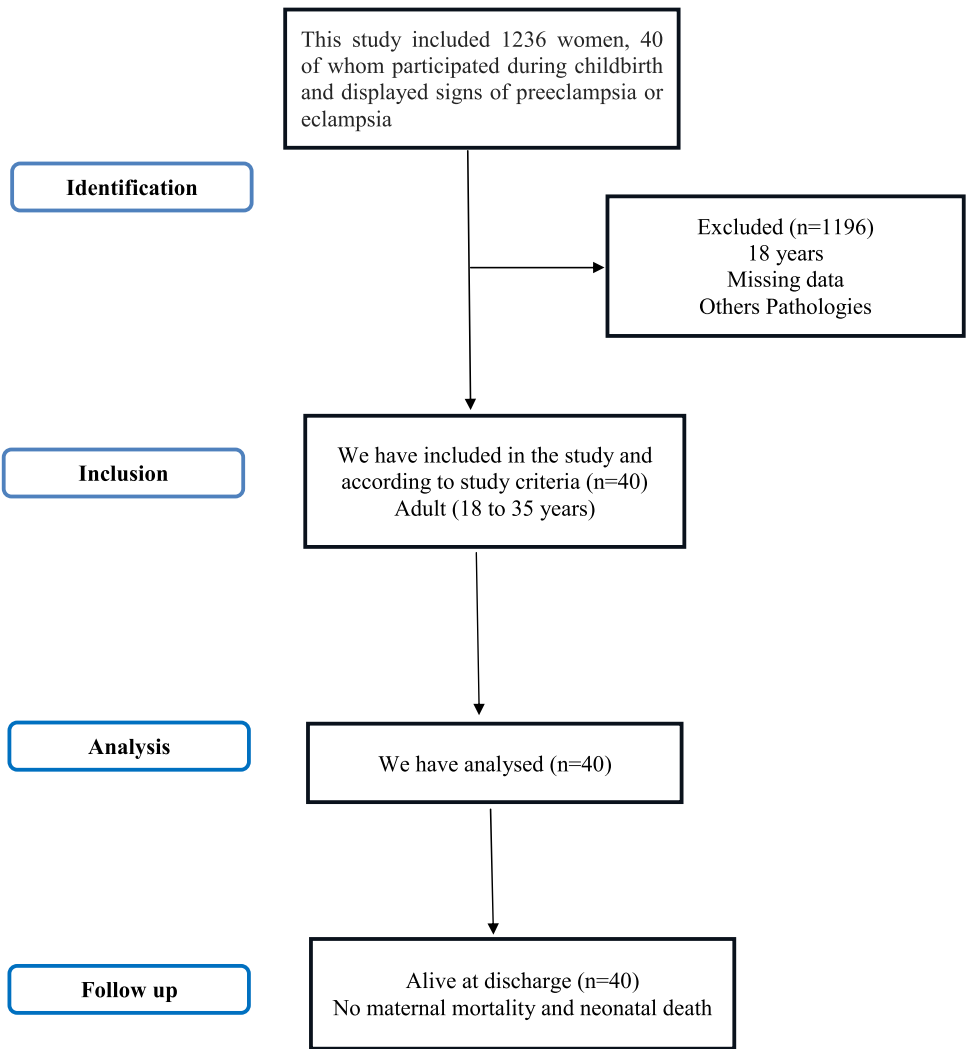 This study included 1236 women, 40
of whom participated during childbirth
and displayed signs of preeclampsia or
eclampsia
Identification
Excluded (n=1196)
18 years
Missing data
Others Pathologies
Inclusion
We have included in the study and
according to study criteria (n=40)
Adult (18 to 35 years)
Analysis
We have analysed (n=40)
Follow up
Alive at discharge (n=40)
No maternal mortality and neonatal death